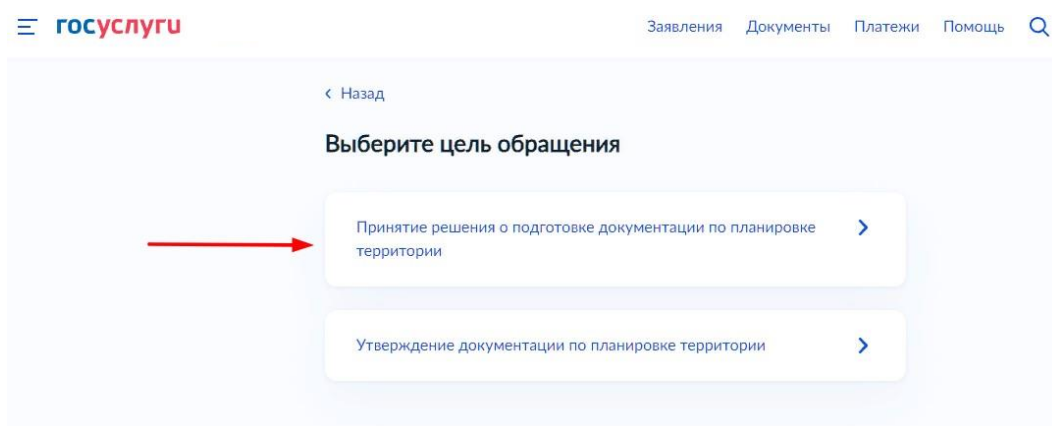 госуслуги
Заявления Документы Платежи Помощь
Назад
Выберите цель обращения
Принятие решения о подготовке документации по планировке
территории
Утверждение документации по планировке территории